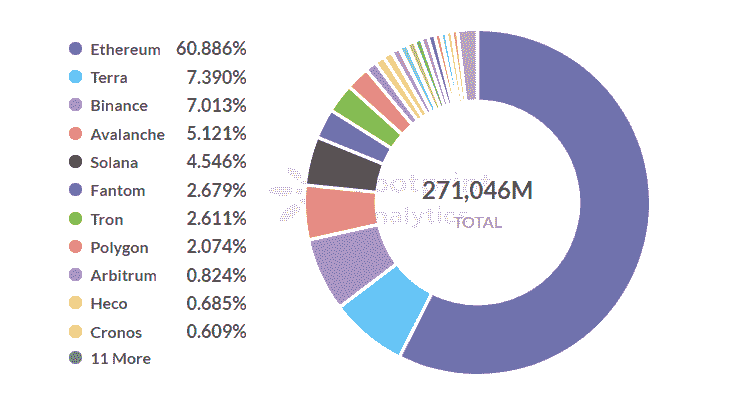 Ethereum 60.886%
Terra 7.390%
Binance 7.013%
Avalanche 5.121%
Solana 4.546%
Fantom 2.679%
Tron 2.611%
Polygon 2.074%
Arbitrum 0.824%
Heco 0.685%
Cronos 0.609%
11 More
271,046M
TOTAL